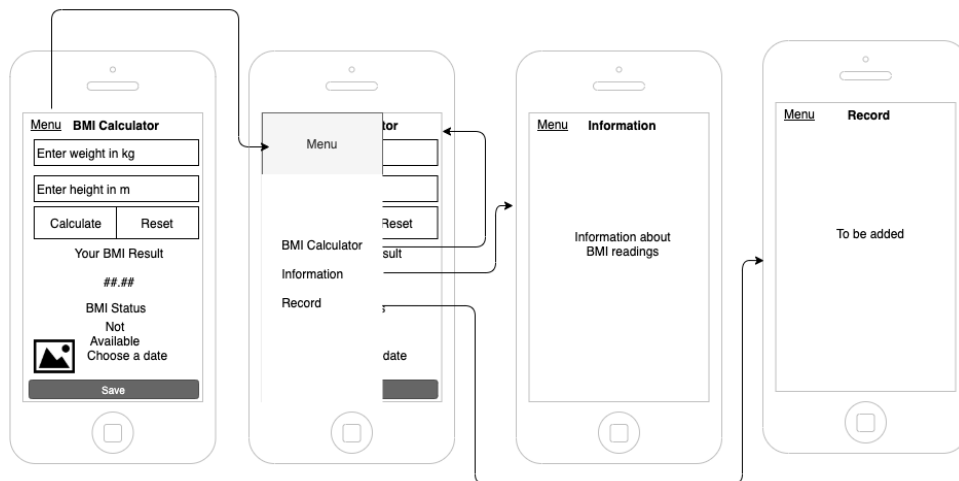 Menu BMI Calculator
Enter weight in kg
Enter height in m
Calculate Reset
Your BMI Result
##.##
BMI Status
Not
Available
Choose a date
Save
Menu
tor
Reset
BMI Calculator
sult
Information
Record
s
date
Menu Information
Information about
BMI readings
Menu Record
To be added